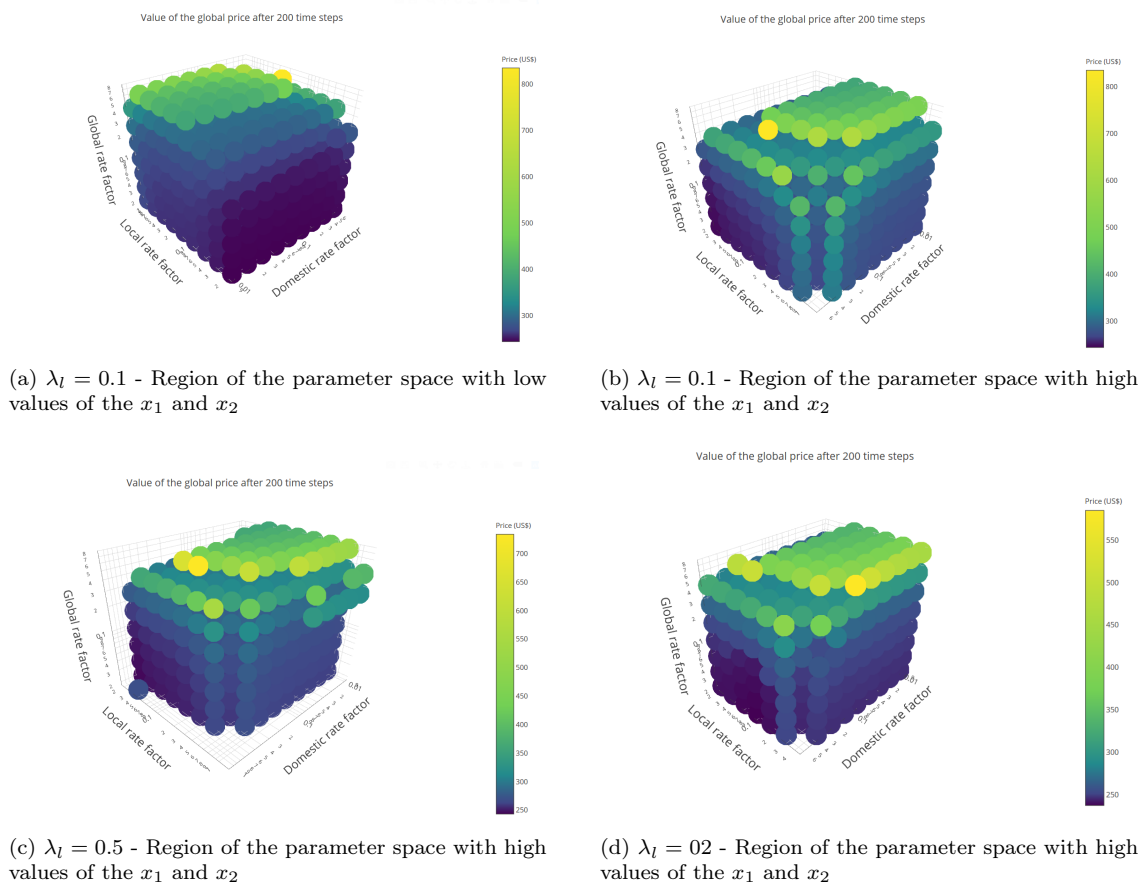 Value of the global price after 200 time steps
Price (US$)
800
700
600
500
400
300
Global rate factor
Local rate factor
Domestic rate factor
0.01
(a) λ_l = 0.1 - Region of the parameter space with low
values of the x_1 and x_2
Value of the global price after 200 time steps
Price (US$)
800
700
600
500
400
300
Global rate factor
Local rate factor
Domestic rate factor
0.01
(b) λ_l = 0.1 - Region of the parameter space with high
values of the x_1 and x_2
Value of the global price after 200 time steps
Price (US$)
700
650
600
550
500
450
400
350
300
250
Global rate factor
Local rate factor
Domestic rate factor
(c) λ_l = 0.5 - Region of the parameter space with high
values of the x_1 and x_2
Value of the global price after 200 time steps
Price (US$)
550
500
450
400
350
300
250
Global rate factor
Local rate factor
Domestic rate factor
(d) λ_l = 02 - Region of the parameter space with high
values of the x_1 and x_2